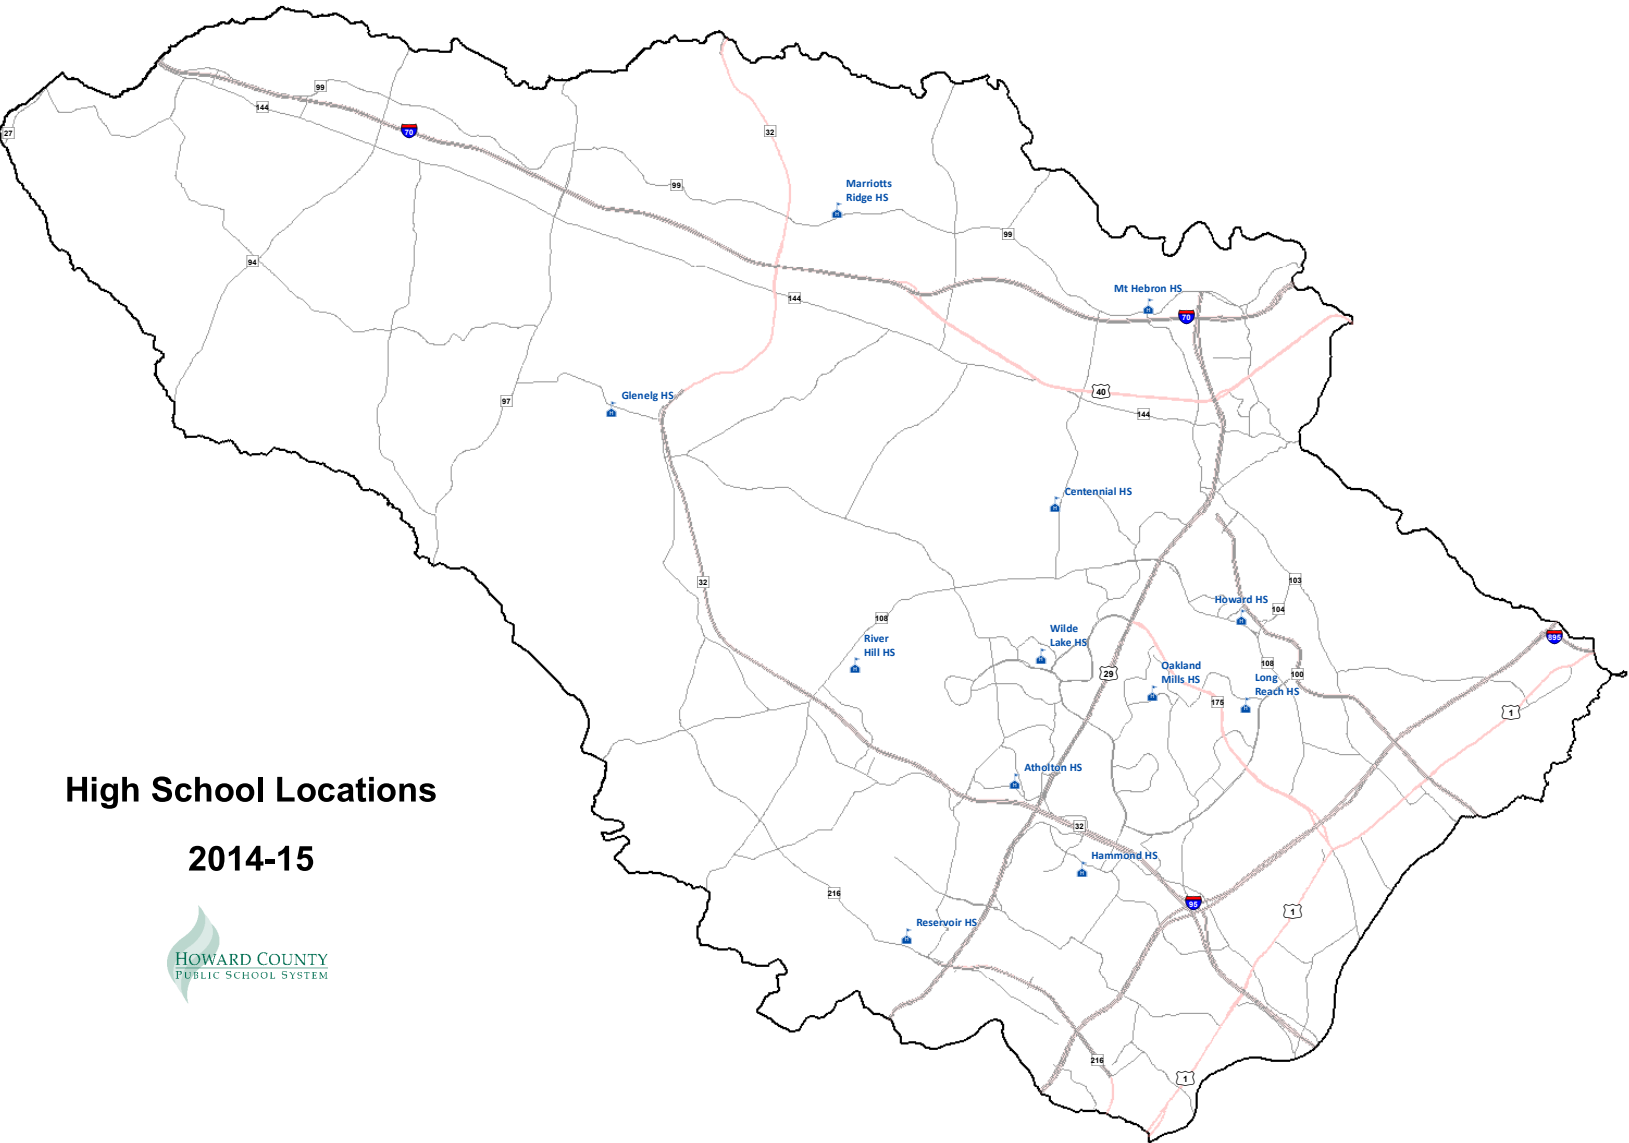 99
144
70
27
32
Marriotts
Ridge HS
99
99
94
144
Mt Hebron HS
70
Glenelg HS
97
40
144
Centennial HS
32
103
Howard HS
104
108
Wilde
Lake HS
River
Hill HS
895
29
Oakland
Mills HS
108
Long
Reach HS
100
175
1
Atholton HS
High School Locations
2014-15
32
Hammond HS
216
95
1
Reservoir HS
HOWARD COUNTY
PUBLIC SCHOOL SYSTEM
216
1
H
H
H
H
H
H
H
H
H
H
H
H